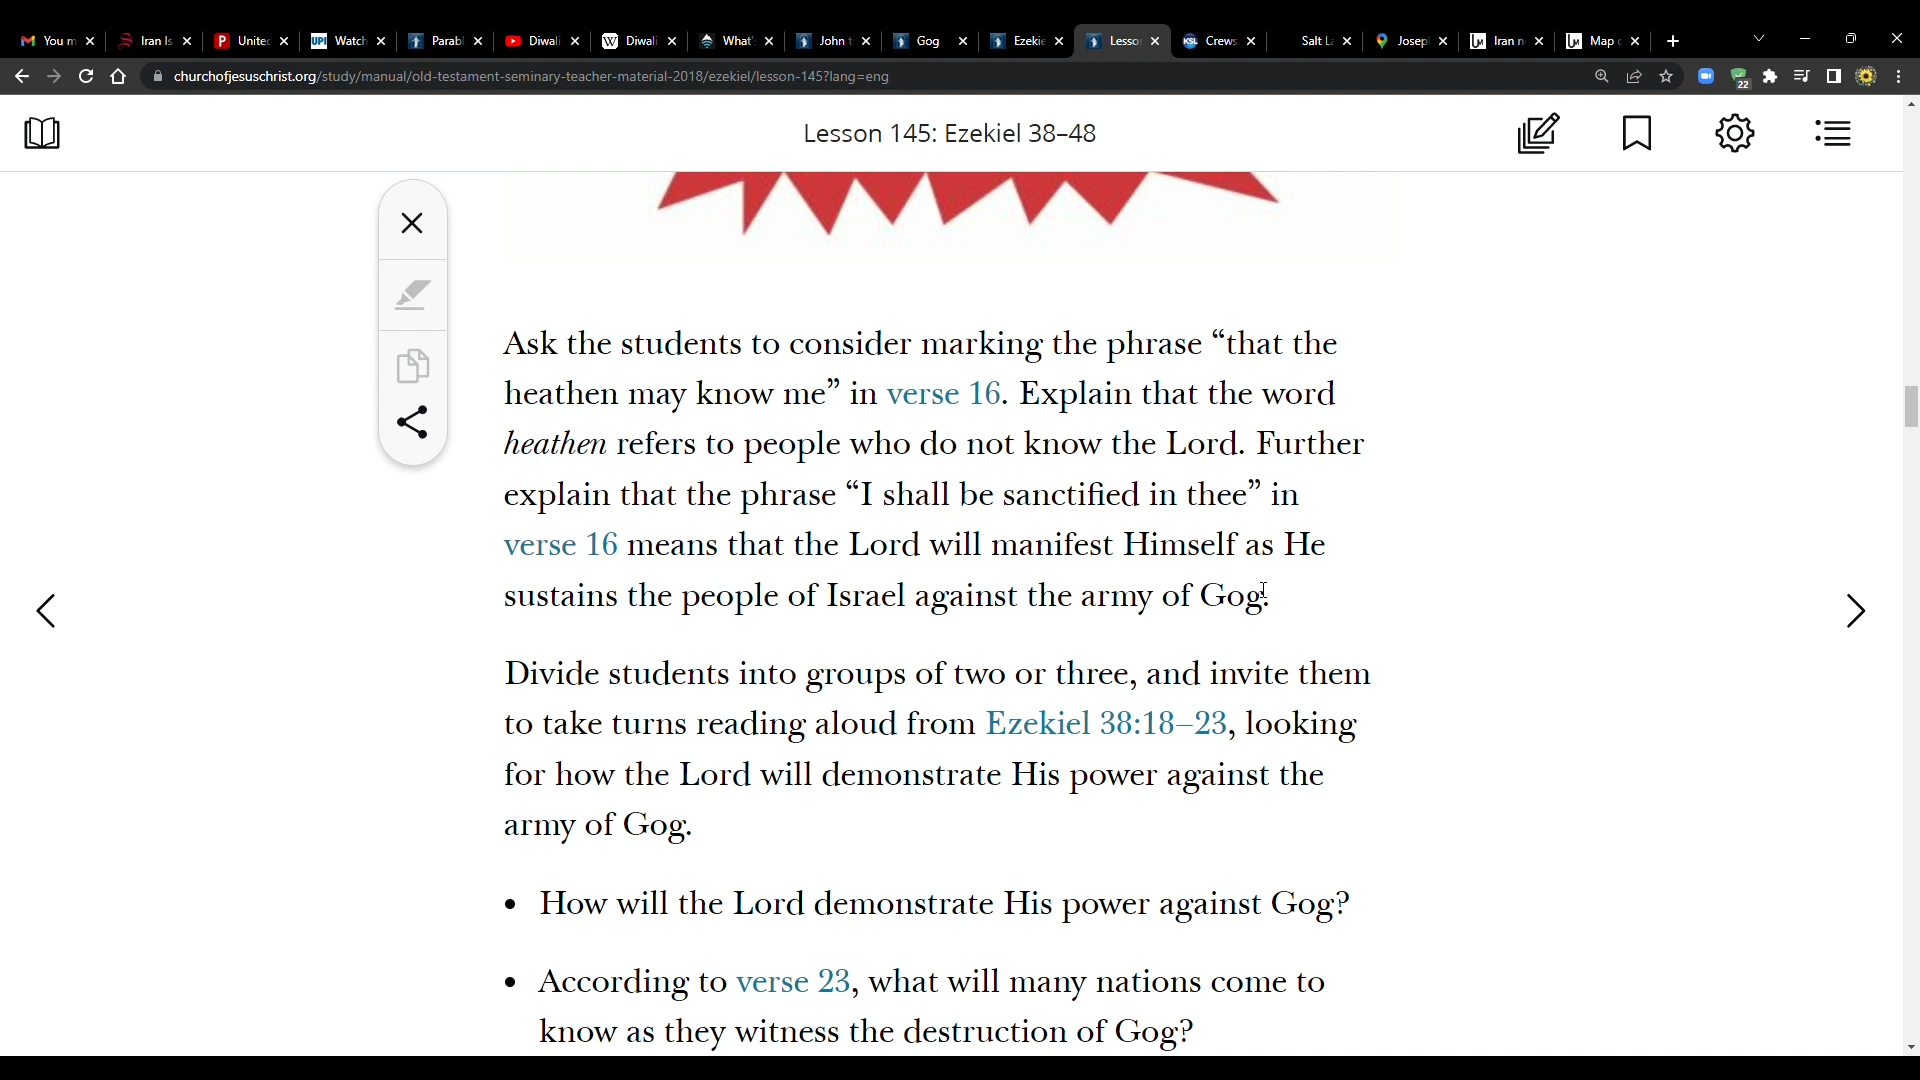 You m
Iran Is
Unitec
Watch
Parabl
Diwali
Diwali
What'
John t
Gog
Ezekie
Lesso
Crews
Salt La
Josepl
Iran n
Map c
churchofjesuschrist.org/study/manual/old-testament-seminary-teacher-material-2018/ezekiel/lesson-145?lang=eng
22
Lesson 145: Ezekiel 38–48
Ask the students to consider marking the phrase “that the
heathen may know me” in verse 16. Explain that the word
heathen refers to people who do not know the Lord. Further
explain that the phrase “I shall be sanctified in thee” in
verse 16 means that the Lord will manifest Himself as He
sustains the people of Israel against the army of Gog.
Divide students into groups of two or three, and invite them
to take turns reading aloud from Ezekiel 38:18–23, looking
for how the Lord will demonstrate His power against the
army of Gog.
• How will the Lord demonstrate His power against Gog?
• According to verse 23, what will many nations come to
know as they witness the destruction of Gog?